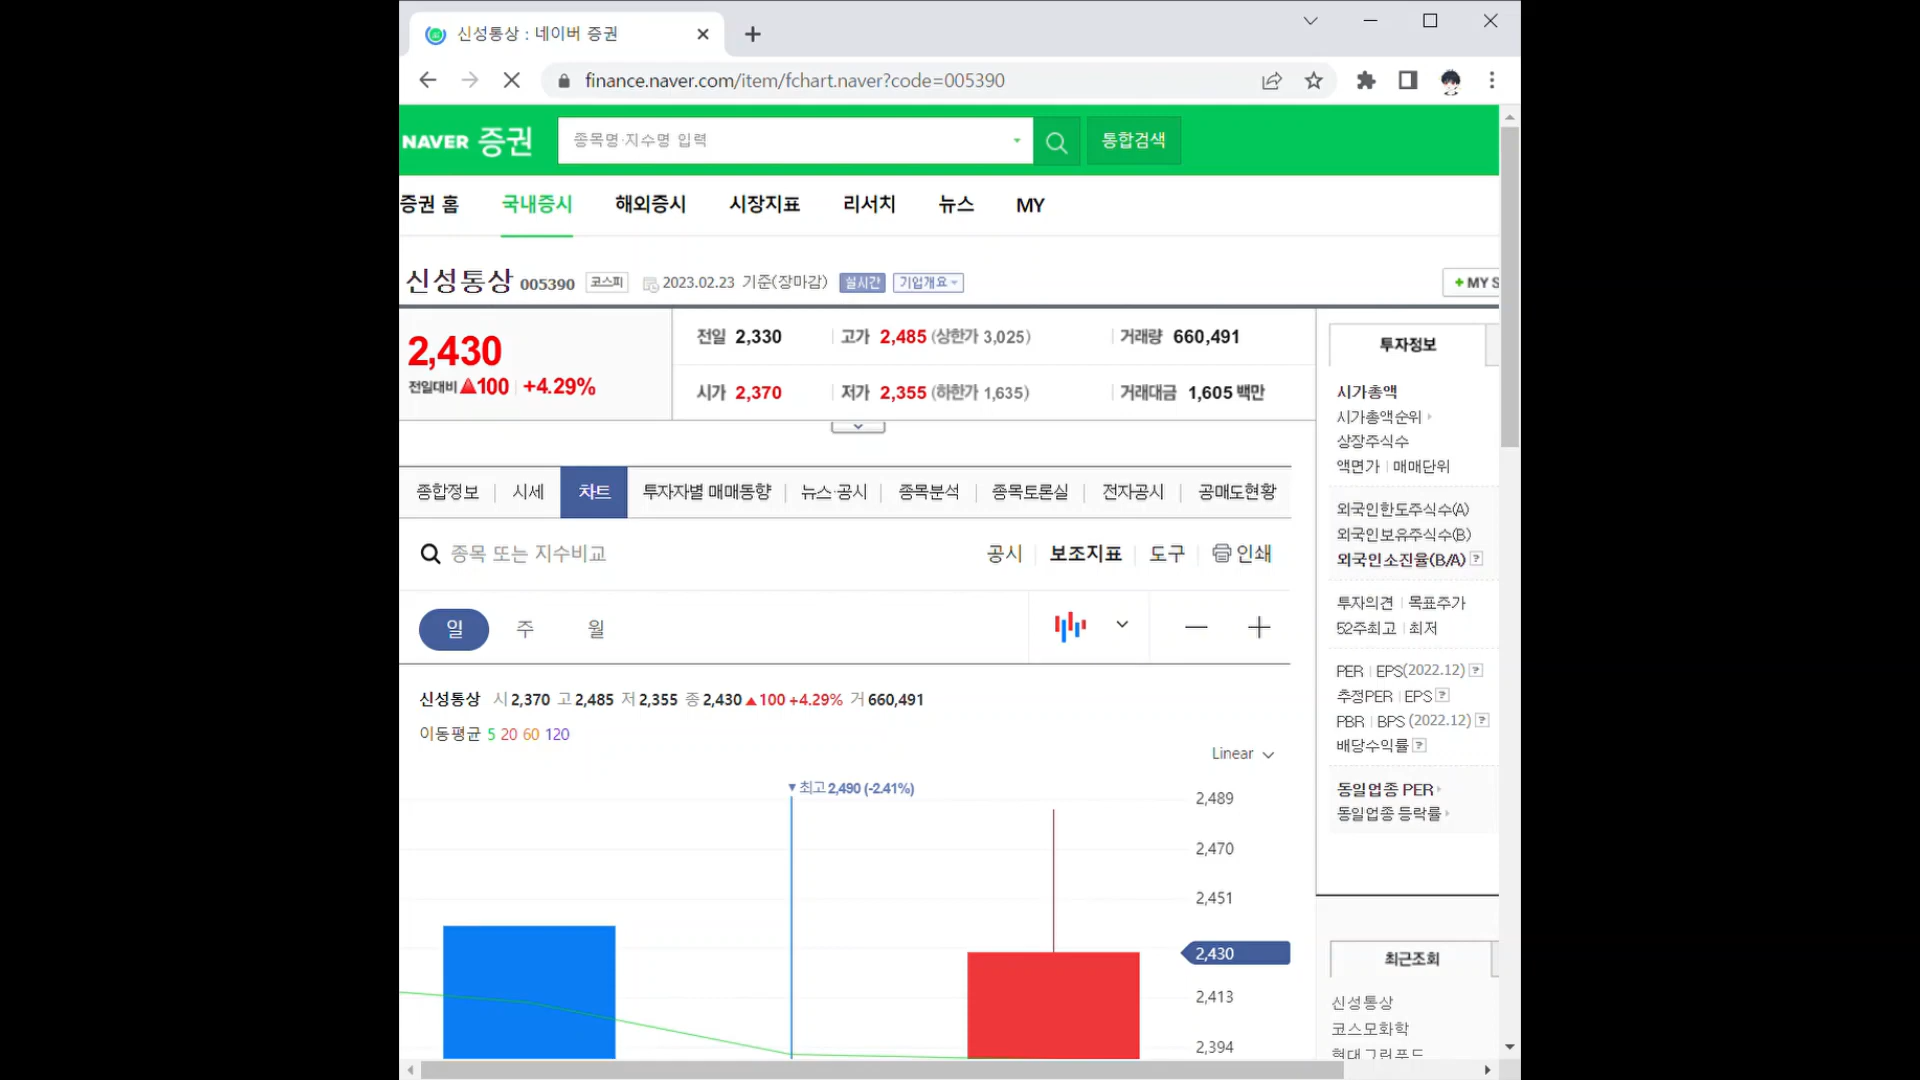 신성통상 : 네이버 증권
finance.naver.com/item/fchart.naver?code=005390
NAVER 증권 종목명·지수명 입력 통합검색
증권 홈 국내증시 해외증시 시장지표 리서치 뉴스 MY
신성통상 005390 코스피 2023.02.23 기준(장마감) 실시간 기업개요 + MY S
2,430
전일대비 ▲100 +4.29%
전일 2,330 고가 2,485 (상한가 3,025) 거래량 660,491
시가 2,370 저가 2,355 (하한가 1,635) 거래대금 1,605 백만
종합정보 시세 차트 투자자별 매매동향 뉴스·공시 종목분석 종목토론실 전자공시 공매도현황
종목 또는 지수비교 공시 보조지표 도구 인쇄
일 주 월
신성통상 시 2,370 고 2,485 저 2,355 종 2,430 ▲100 +4.29% 거 660,491
이동평균 5 20 60 120
Linear
▼최고 2,490 (-2.41%)
2,489
2,470
2,451
2,430
2,413
2,394
투자정보
시가총액
시가총액순위
상장주식수
액면가 | 매매단위
외국인한도주식수(A)
외국인보유주식수(B)
외국인소진율(B/A) ?
투자의견 | 목표주가
52주최고 | 최저
PER | EPS(2022.12) ?
추정PER | EPS ?
PBR | BPS (2022.12) ?
배당수익률 ?
동일업종 PER
동일업종 등락률
최근조회
신성통상
코스모화학
현대그린푸드